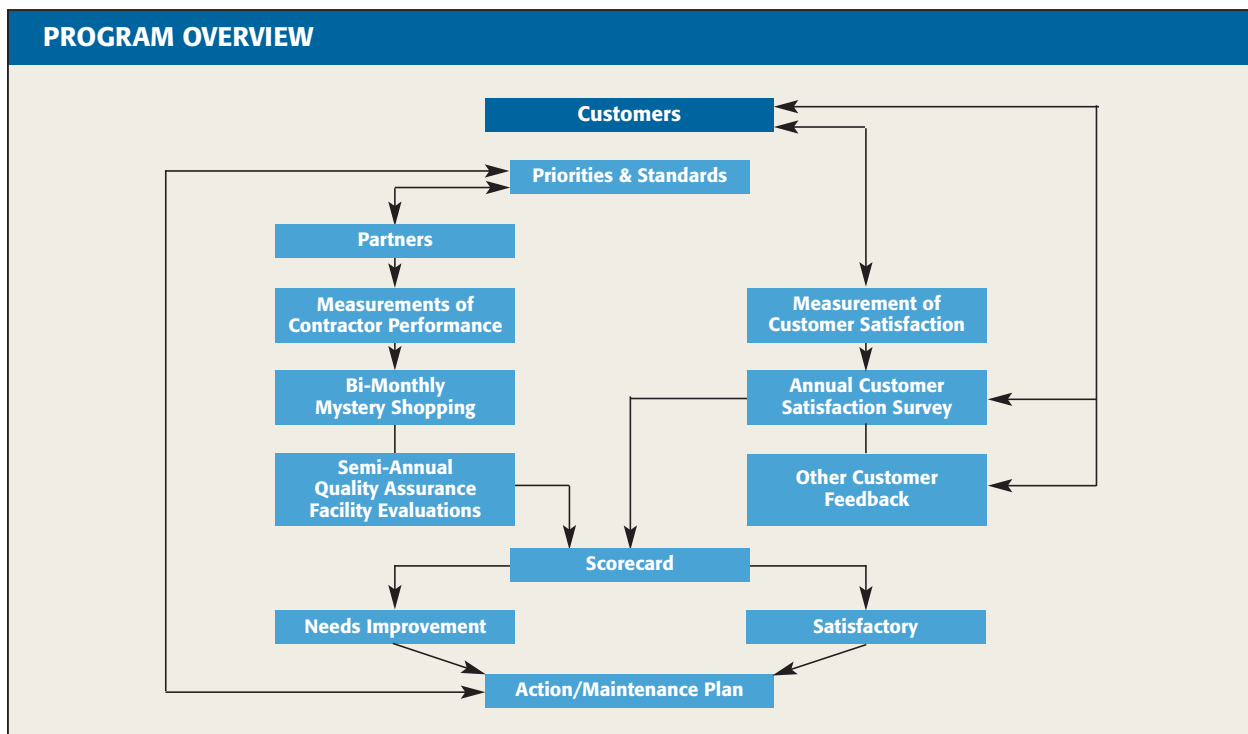 PROGRAM OVERVIEW
Customers
Priorities & Standards
Partners
Measurements of
Contractor Performance
Measurement of
Customer Satisfaction
Bi-Monthly
Mystery Shopping
Annual Customer
Satisfaction Survey
Semi-Annual
Quality Assurance
Facility Evaluations
Other Customer
Feedback
Scorecard
Needs Improvement
Satisfactory
Action/Maintenance Plan